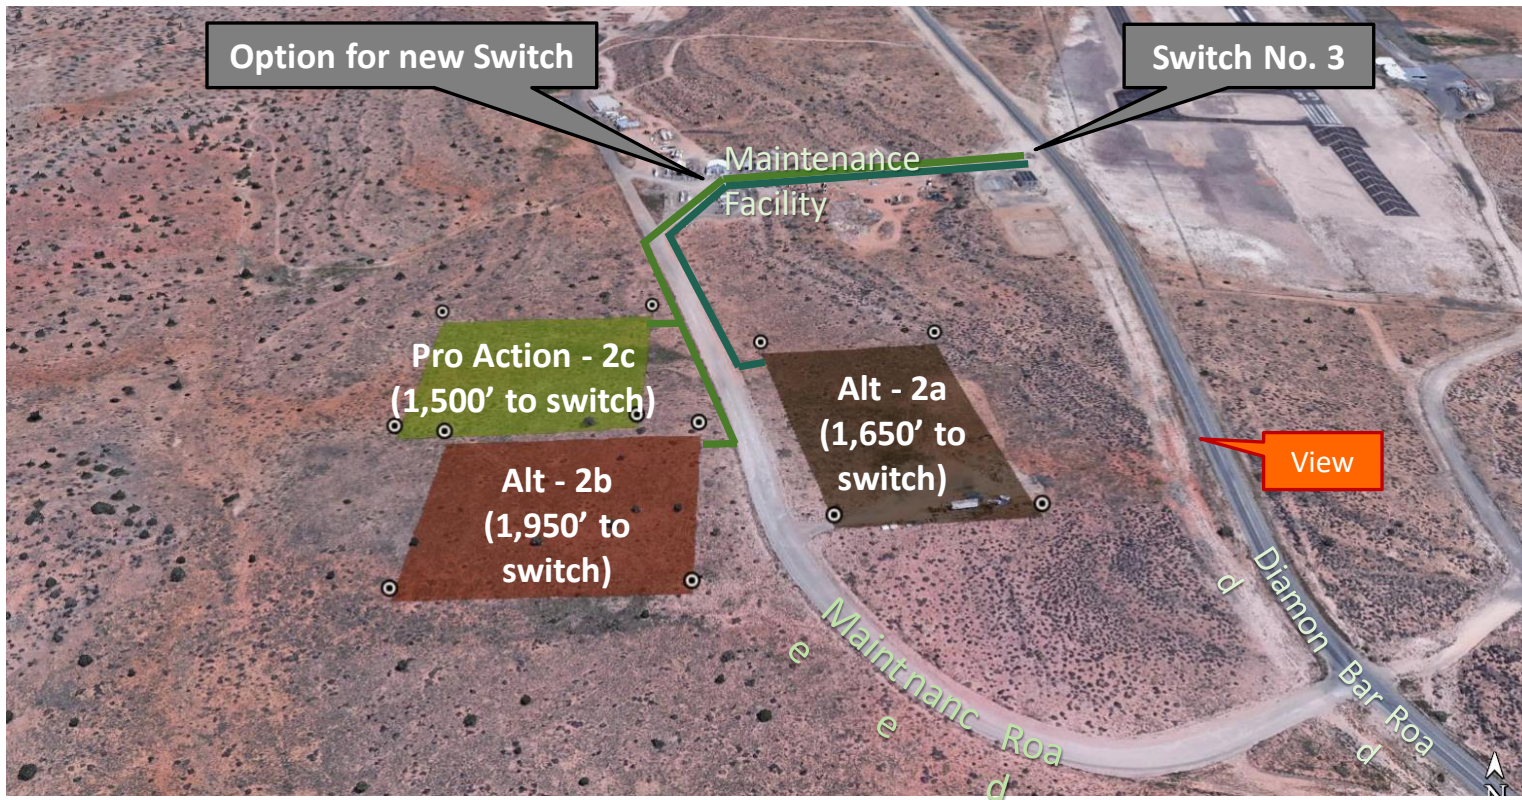 Option for new Switch
Switch No. 3
Maintenance
Facility
Pro Action - 2c
(1,500’ to switch)
Alt - 2a
(1,650’ to
switch)
View
Alt - 2b
(1,950’ to
switch)
Diamon
d
Bar Roa
d
Maintnanc
e
e
Roa
d
N